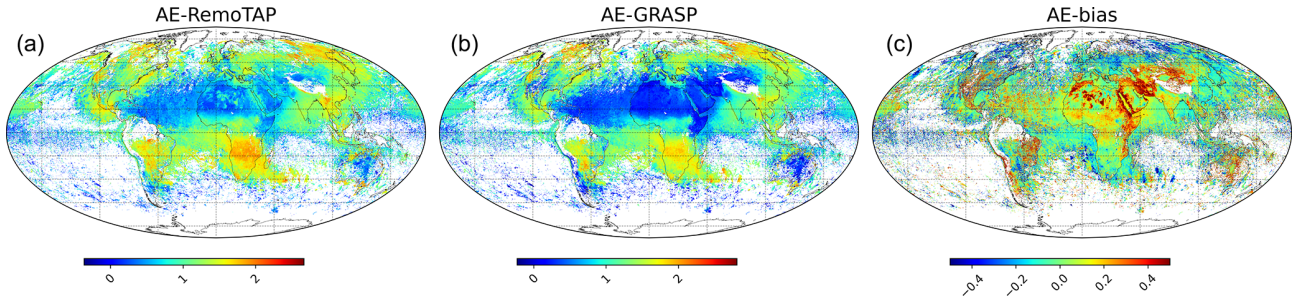 AE-RemoTAP
AE-GRASP
AE-bias
(a)
(b)
(c)
0
1
2
0
1
2
−0.4
−0.2
0.0
0.2
0.4